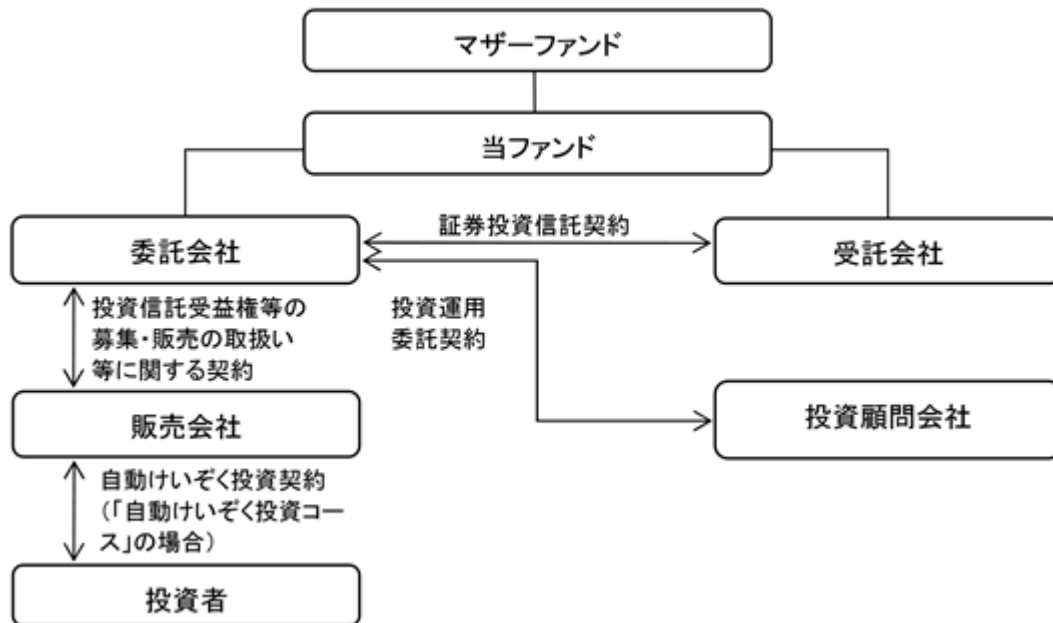 マザーファンド
当ファンド
証券投資信託契約
委託会社
受託会社
投資信託受益権等の
募集・販売の取扱い
等に関する契約
投資運用
委託契約
販売会社
投資顧問会社
自動けいぞく投資契約
(「自動けいぞく投資コー
ス」の場合)
投資者